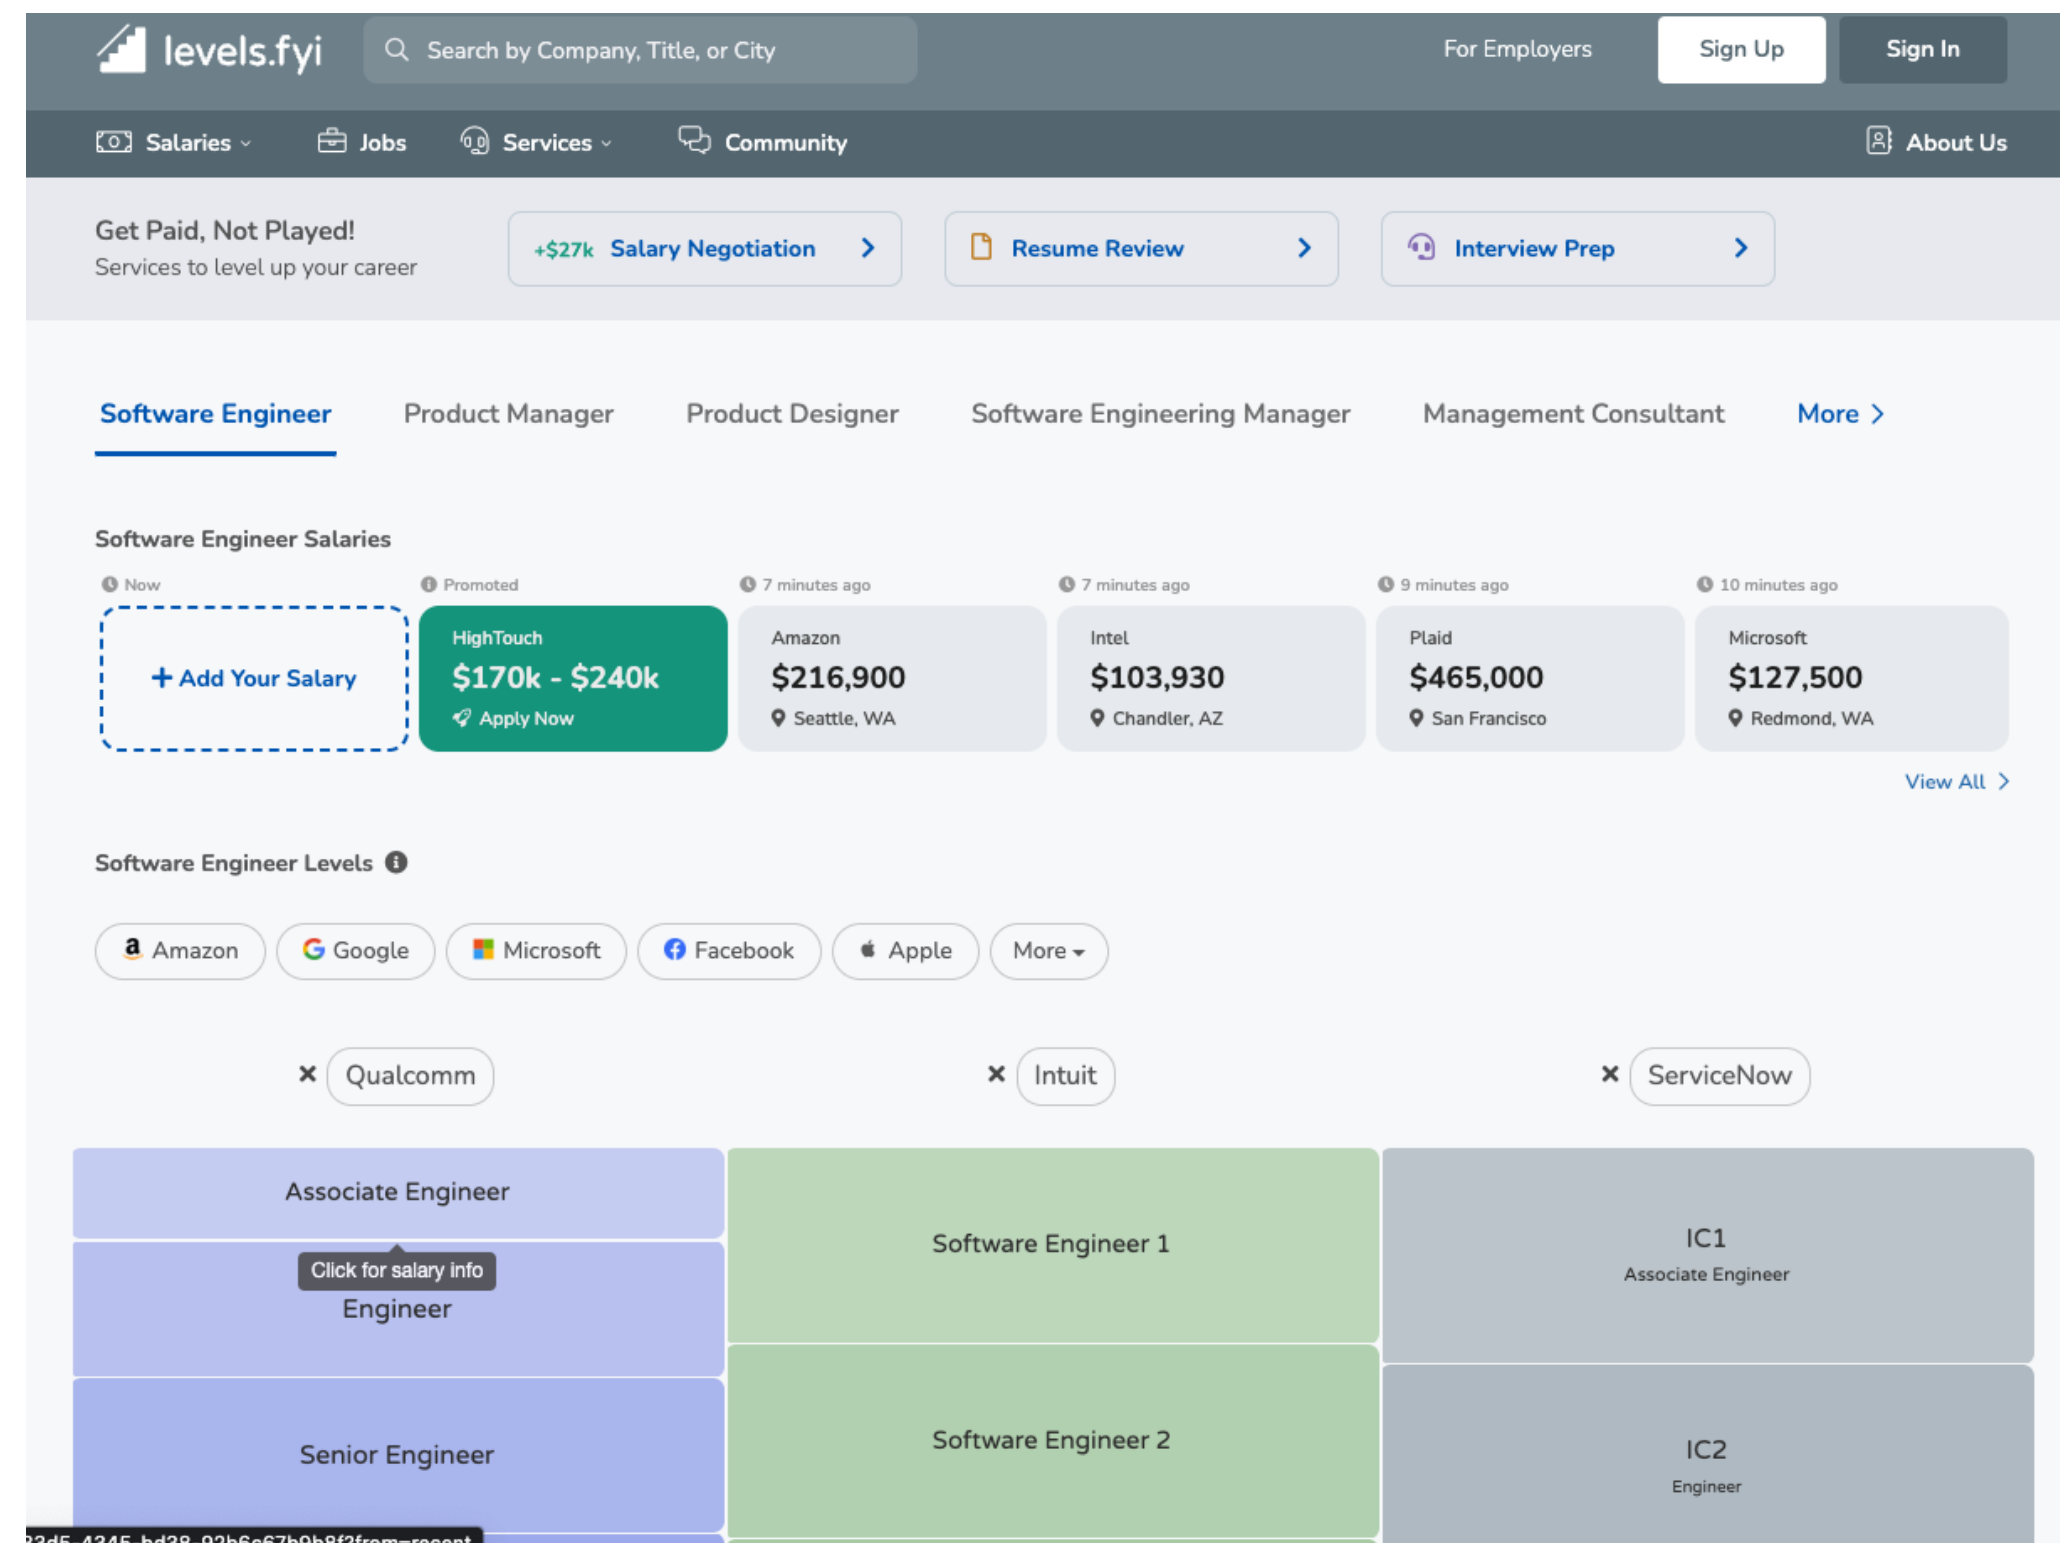 levels.fyi
Search by Company, Title, or City
For Employers
Sign Up
Sign In
Salaries
Jobs
Services
Community
About Us
Get Paid, Not Played!
Services to level up your career
+$27k Salary Negotiation
Resume Review
Interview Prep
Software Engineer
Product Manager
Product Designer
Software Engineering Manager
Management Consultant
More
Software Engineer Salaries
Now
+ Add Your Salary
Promoted
HighTouch
$170k - $240k
Apply Now
7 minutes ago
Amazon
$216,900
Seattle, WA
7 minutes ago
Intel
$103,930
Chandler, AZ
9 minutes ago
Plaid
$465,000
San Francisco
10 minutes ago
Microsoft
$127,500
Redmond, WA
View All
Software Engineer Levels
Amazon
Google
Microsoft
Facebook
Apple
More
Qualcomm
Intuit
ServiceNow
Associate Engineer
Click for salary info
Engineer
Senior Engineer
Software Engineer 1
Software Engineer 2
IC1
Associate Engineer
IC2
Engineer